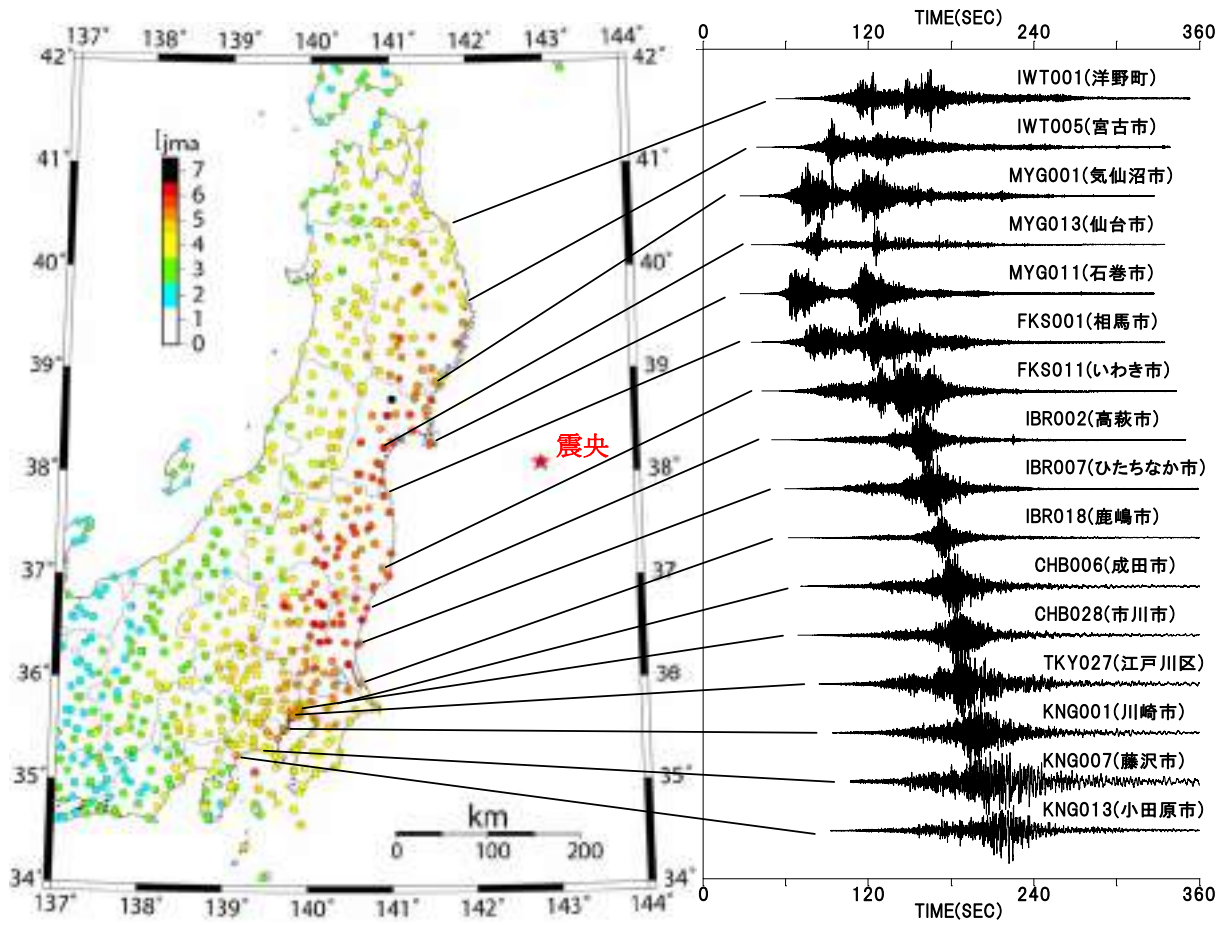 137° 138° 139° 140° 141° 142° 143° 144°
42° 42°
Ijma
7
6
5
4
3
2
1
0
41° 41°
40° 40°
39° 39
38° 38°
37° 37
36° 36
35° 35°
34° 34°
震央
km
0 100 200
137° 138° 139° 140° 141° 142° 143° 144°
TIME(SEC)
0 120 240 360
IWT001(洋野町)
IWT005(宮古市)
MYG001(気仙沼市)
MYG013(仙台市)
MYG011(石巻市)
FKS001(相馬市)
FKS011(いわき市)
IBR002(高萩市)
IBR007(ひたちなか市)
IBR018(鹿嶋市)
CHB006(成田市)
CHB028(市川市)
TKY027(江戸川区)
KNG001(川崎市)
KNG007(藤沢市)
KNG013(小田原市)
0 120 240 360
TIME(SEC)